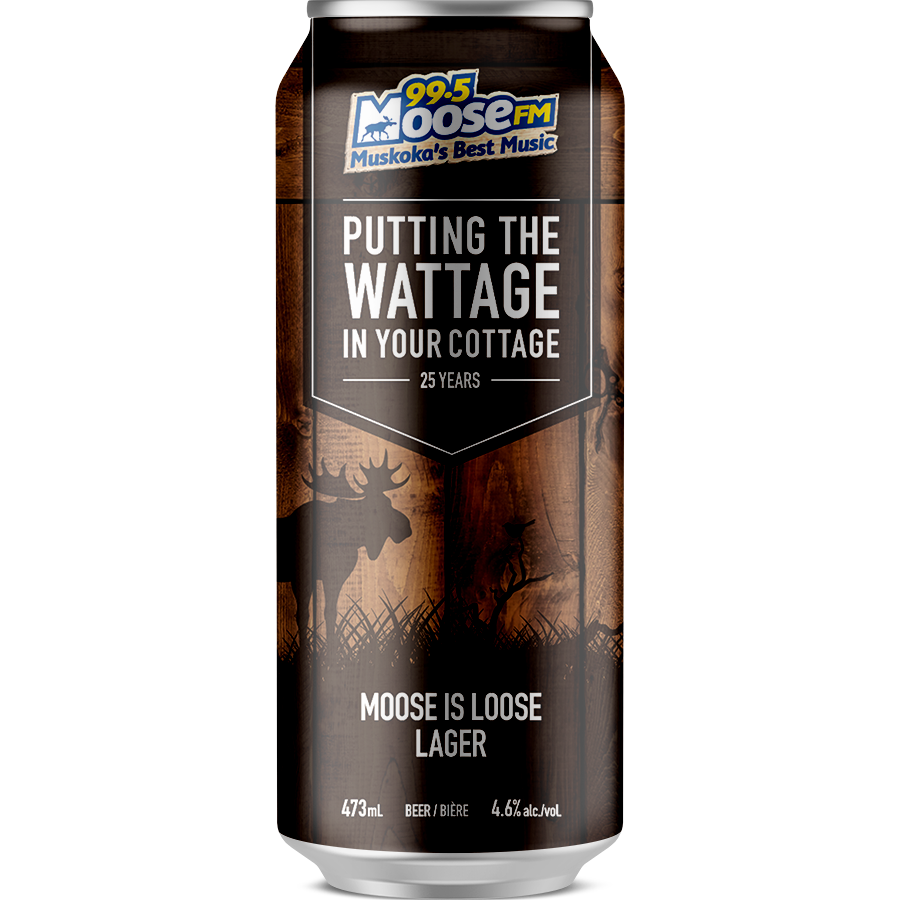 99.5
Moose FM
Muskoka's Best Music
PUTTING THE
WATTAGE
IN YOUR COTTAGE
25 YEARS
MOOSE IS LOOSE
LAGER
473mL BEER / BIÈRE 4.6% alc./vol.